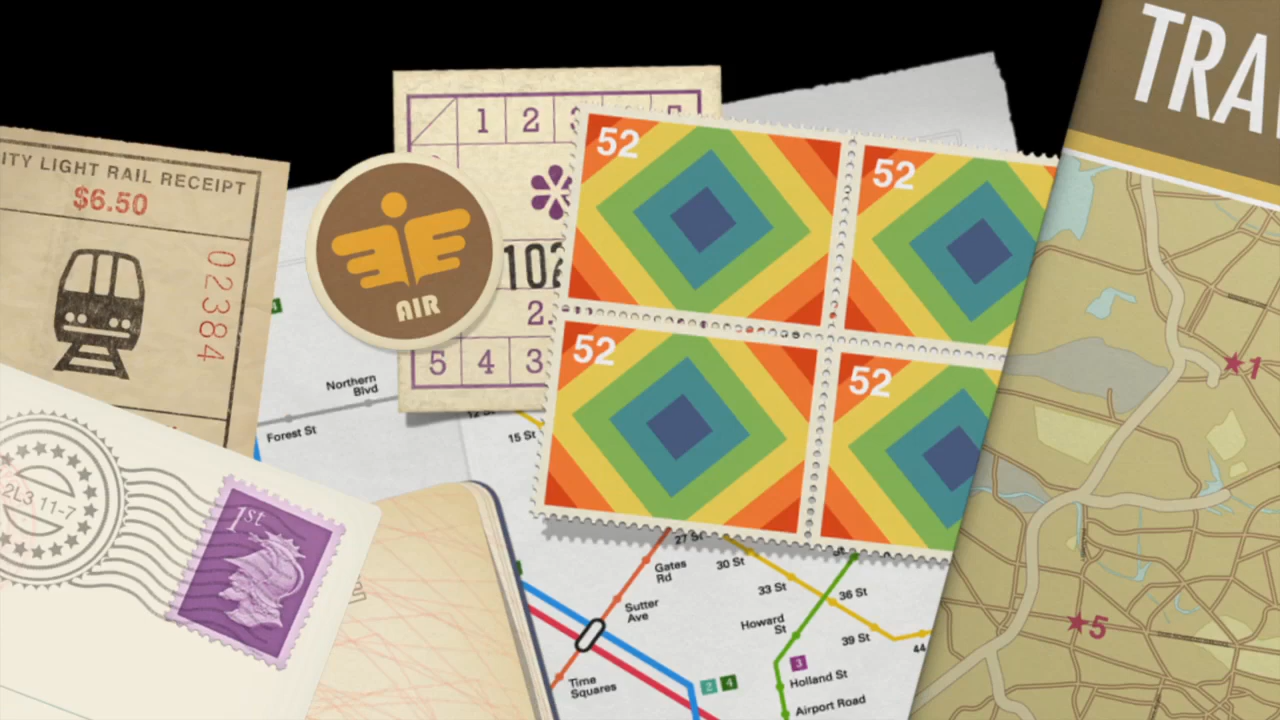 TRA
1 2
52
52
ITY LIGHT RAIL RECEIPT
$6.50
02384
AIR
102
2.
5 4 3
52
52
1
Northern
Blvd
Forest St
15 St
2L3 11-7
1st
27 St
Gates
Rd
30 St
33 St
36 St
Sutter
Ave
Howard
St
39 St
44
5
3
Time
Squares
2 4
Holland St
Airport Road